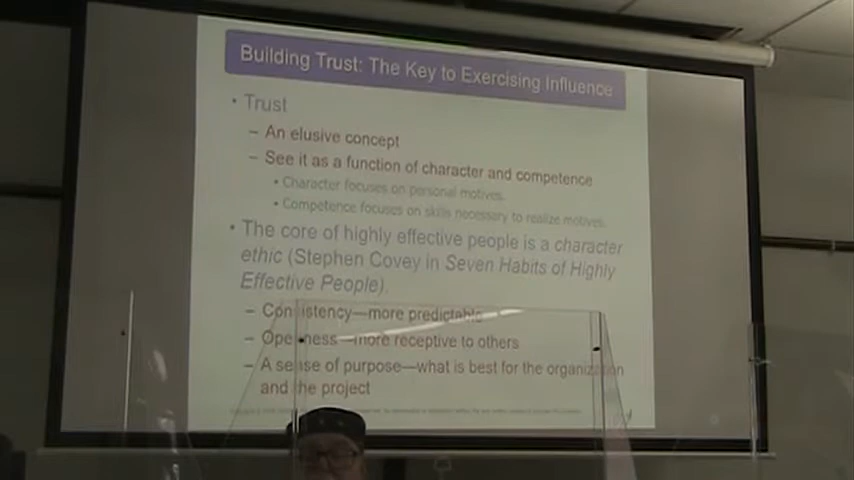 Building Trust: The Key to Exercising Influence
• Trust
– An elusive concept
– See it as a function of character and competence
• Character focuses on personal motives.
• Competence focuses on skills necessary to realize motives.
• The core of highly effective people is a character
ethic (Stephen Covey in Seven Habits of Highly
Effective People).
– Consistency—more predictable
– Openness—more receptive to others
– A sense of purpose—what is best for the organization
and the project